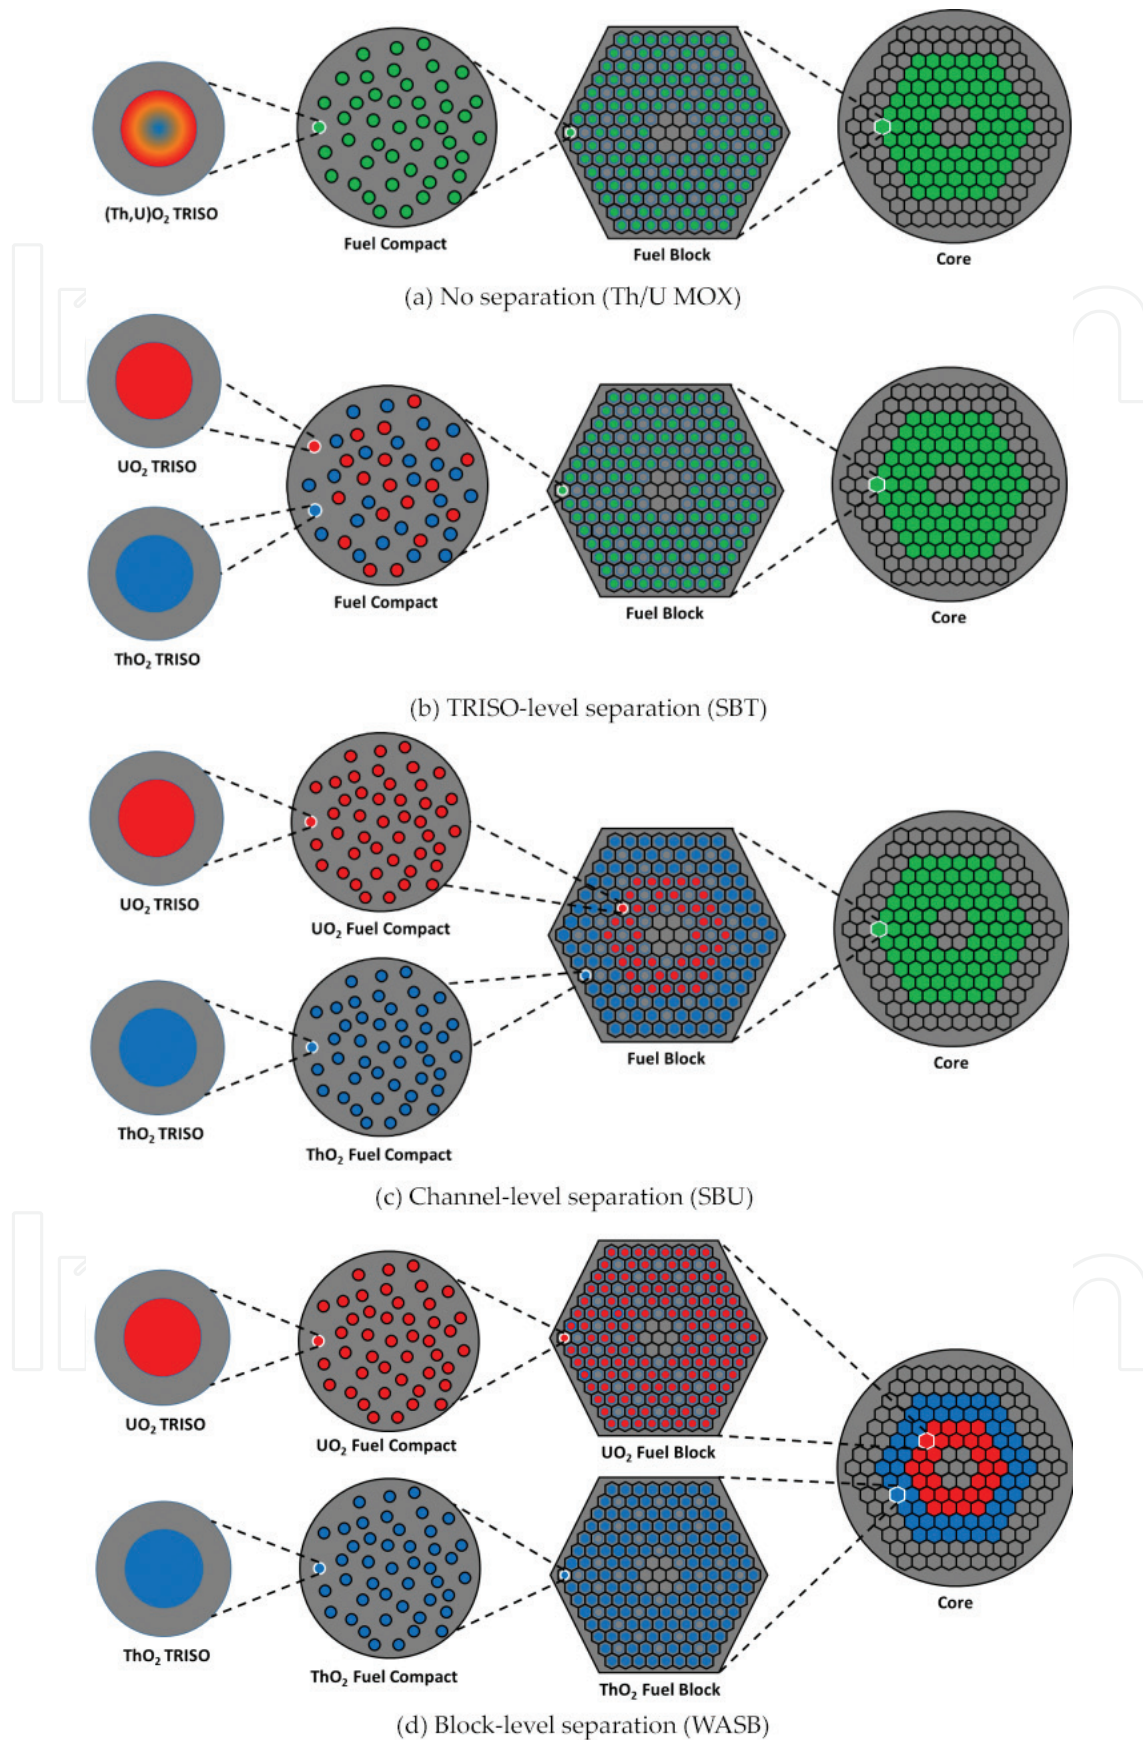 (Th,U)O₂ TRISO
Fuel Compact
Fuel Block
Core
(a) No separation (Th/U MOX)
UO₂ TRISO
ThO₂ TRISO
Fuel Compact
Fuel Block
Core
(b) TRISO-level separation (SBT)
UO₂ TRISO
UO₂ Fuel Compact
ThO₂ TRISO
ThO₂ Fuel Compact
Fuel Block
Core
(c) Channel-level separation (SBU)
UO₂ TRISO
UO₂ Fuel Compact
UO₂ Fuel Block
ThO₂ TRISO
ThO₂ Fuel Compact
ThO₂ Fuel Block
Core
(d) Block-level separation (WASB)